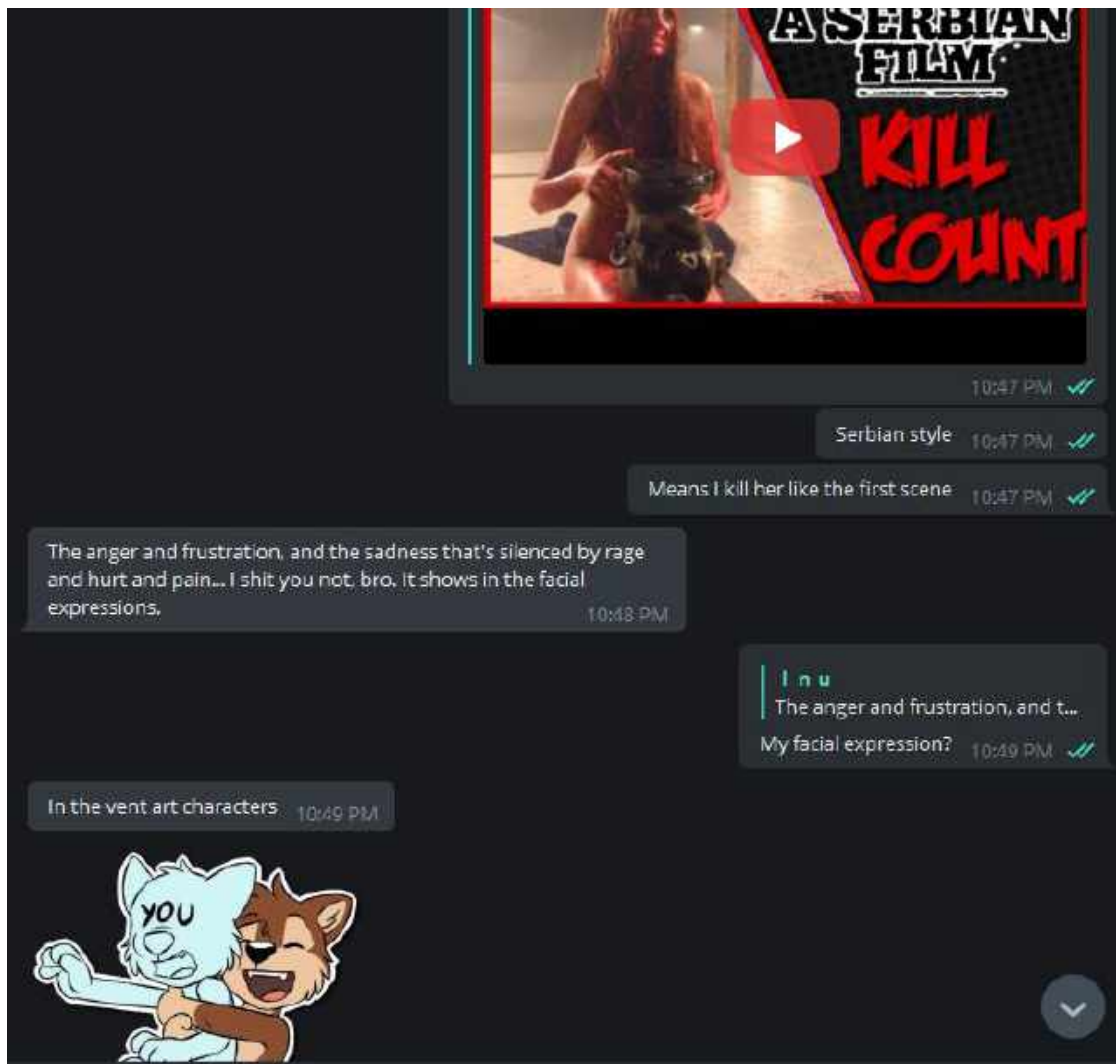 A SERBIAN
FILM
KILL
COUNT
10:47 PM
Serbian style 10:47 PM
Means I kill her like the first scene 10:47 PM
The anger and frustration, and the sadness that's silenced by rage
and hurt and pain... I shit you not, bro. It shows in the facial
expressions. 10:48 PM
I n u
The anger and frustration, and t...
My facial expression? 10:49 PM
In the vent art characters 10:49 PM
YOU